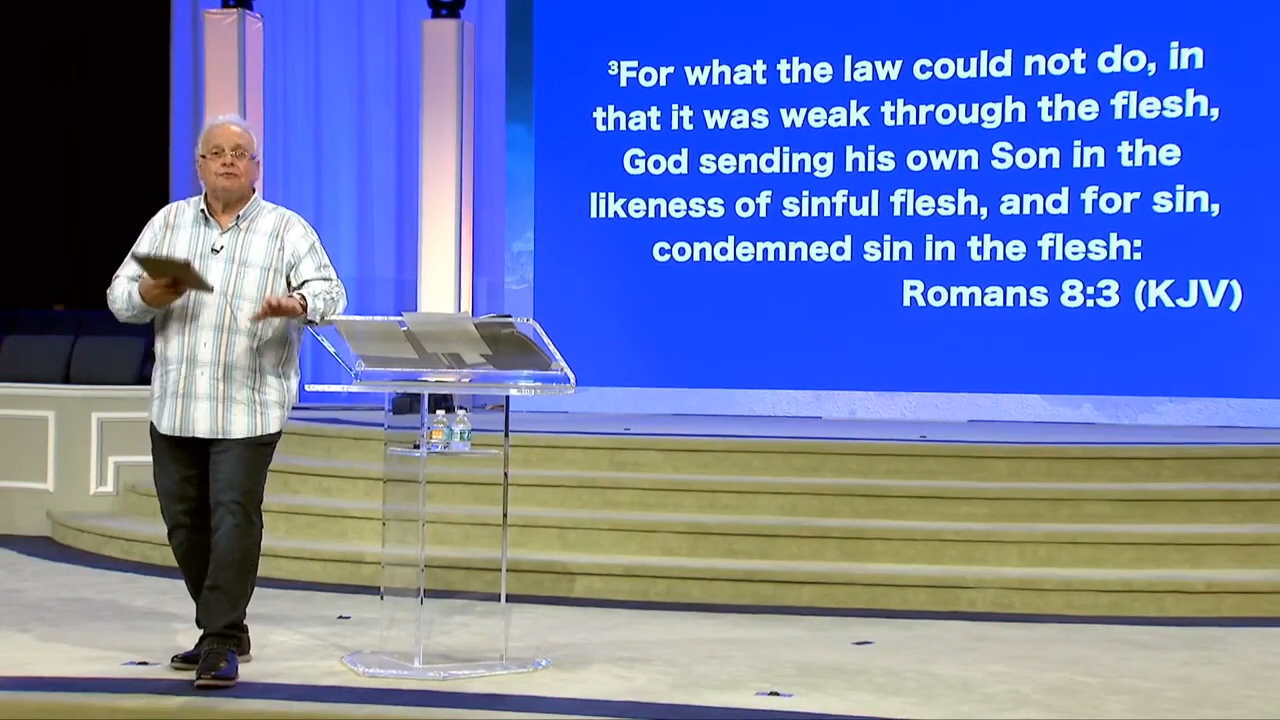 ³For what the law could not do, in
that it was weak through the flesh,
God sending his own Son in the
likeness of sinful flesh, and for sin,
condemned sin in the flesh:
Romans 8:3 (KJV)